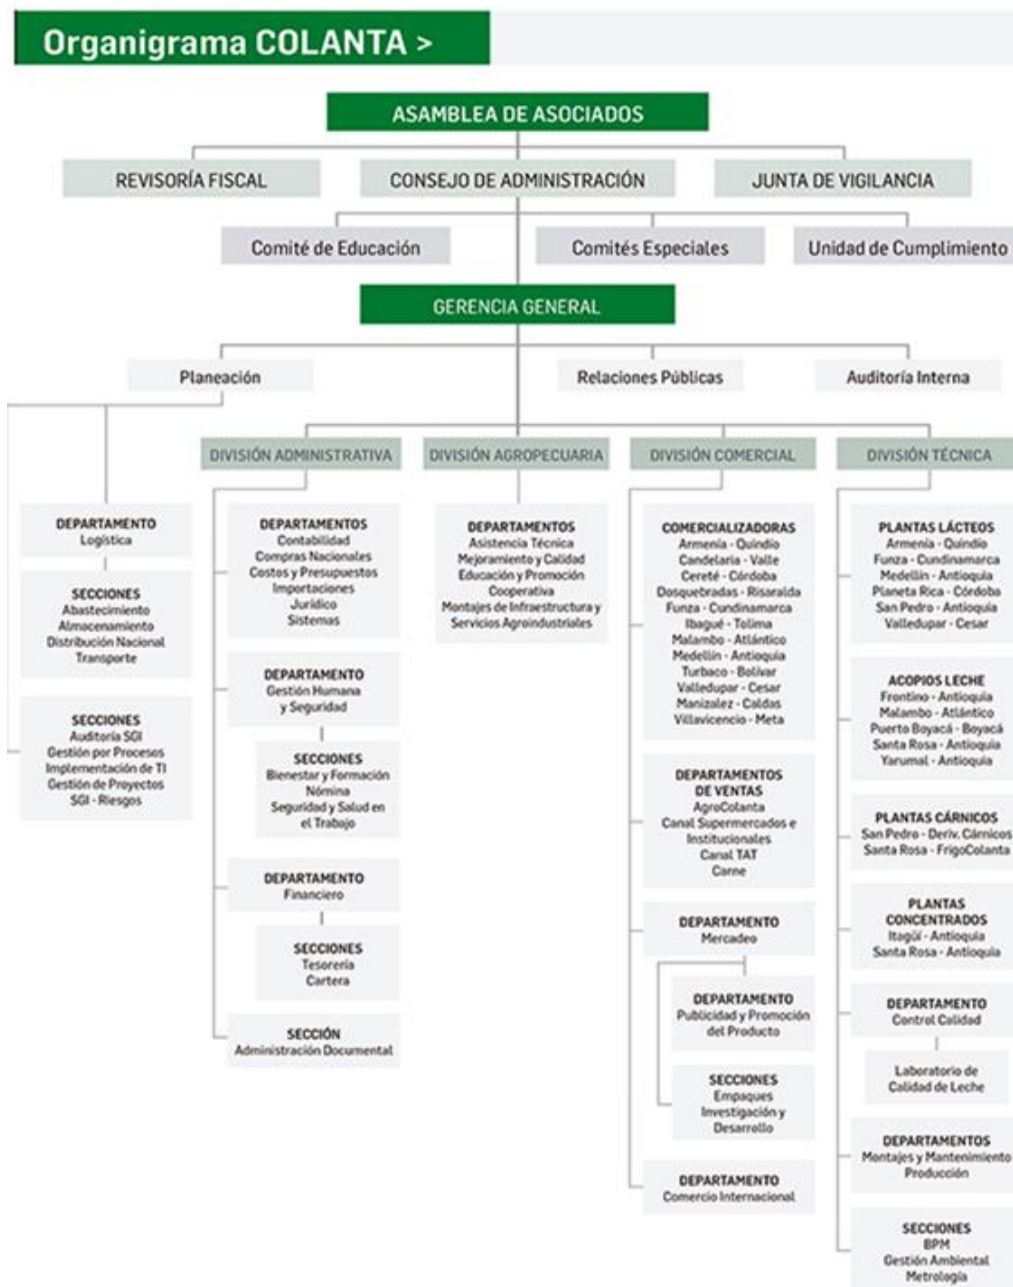 Organigrama COLANTA >
ASAMBLEA DE ASOCIADOS
REVISORÍA FISCAL
CONSEJO DE ADMINISTRACIÓN
JUNTA DE VIGILANCIA
Comité de Educación
Comités Especiales
Unidad de Cumplimiento
GERENCIA GENERAL
Planeación
Relaciones Públicas
Auditoría Interna
DEPARTAMENTO
Logística
SECCIONES
Abastecimiento
Almacenamiento
Distribución Nacional
Transporte
SECCIONES
Auditoría SGI
Gestión por Procesos
Implementación de TI
Gestión de Proyectos
SGI - Riesgos
DIVISIÓN ADMINISTRATIVA
DEPARTAMENTOS
Contabilidad
Compras Nacionales
Costos y Presupuestos
Importaciones
Jurídico
Sistemas
DEPARTAMENTO
Gestión Humana
y Seguridad
SECCIONES
Bienestar y Formación
Nómina
Seguridad y Salud en
el Trabajo
DEPARTAMENTO
Financiero
SECCIONES
Tesorería
Cartera
SECCIÓN
Administración Documental
DIVISIÓN AGROPECUARIA
DEPARTAMENTOS
Asistencia Técnica
Mejoramiento y Calidad
Educación y Promoción
Cooperativa
Montajes de Infraestructura y
Servicios Agroindustriales
DIVISIÓN COMERCIAL
COMERCIALIZADORAS
Armenia - Quindío
Candelaria - Valle
Cereté - Córdoba
Dosquebradas - Risaralda
Funza - Cundinamarca
Ibagué - Tolima
Malambo - Atlántico
Medellín - Antioquia
Turbaco - Bolívar
Valledupar - Cesar
Manizalez - Caldas
Villavicencio - Meta
DEPARTAMENTOS
DE VENTAS
AgroColanta
Canal Supermercados e
Institucionales
Canal TAT
Carne
DEPARTAMENTO
Mercadeo
DEPARTAMENTO
Publicidad y Promoción
del Producto
SECCIONES
Empaques
Investigación y
Desarrollo
DEPARTAMENTO
Comercio Internacional
DIVISIÓN TÉCNICA
PLANTAS LÁCTEOS
Armenia - Quindío
Funza - Cundinamarca
Medellín - Antioquia
Planeta Rica - Córdoba
San Pedro - Antioquia
Valledupar - Cesar
ACOPIOS LECHE
Frontino - Antioquia
Malambo - Atlántico
Puerto Boyacá - Boyacá
Santa Rosa - Antioquia
Yarumal - Antioquia
PLANTAS CÁRNICOS
San Pedro - Deriv. Cárnicos
Santa Rosa - FrigoColanta
PLANTAS
CONCENTRADOS
Itagüí - Antioquia
Santa Rosa - Antioquia
DEPARTAMENTO
Control Calidad
Laboratorio de
Calidad de Leche
DEPARTAMENTOS
Montajes y Mantenimiento
Producción
SECCIONES
BPM
Gestión Ambiental
Metrología